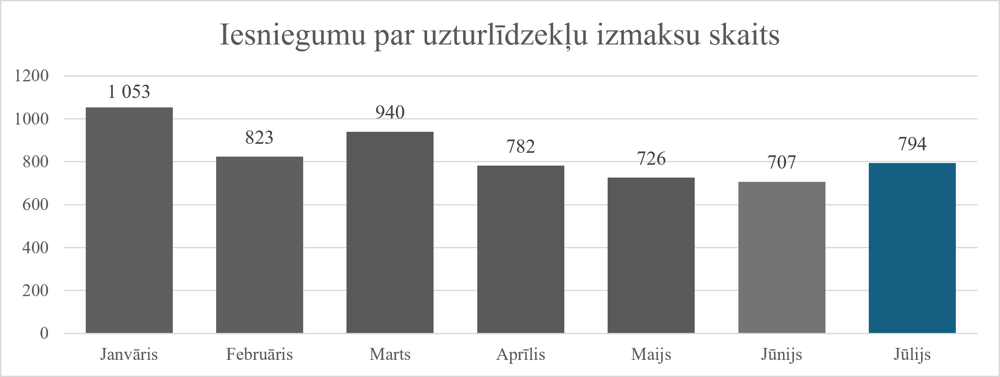 Iesniegumu par uzturlīdzekļu izmaksu skaits
1200
1000
800
600
400
200
0
1 053
823
940
782
726
707
794
Janvāris
Februāris
Marts
Aprīlis
Maijs
Jūnijs
Jūlijs